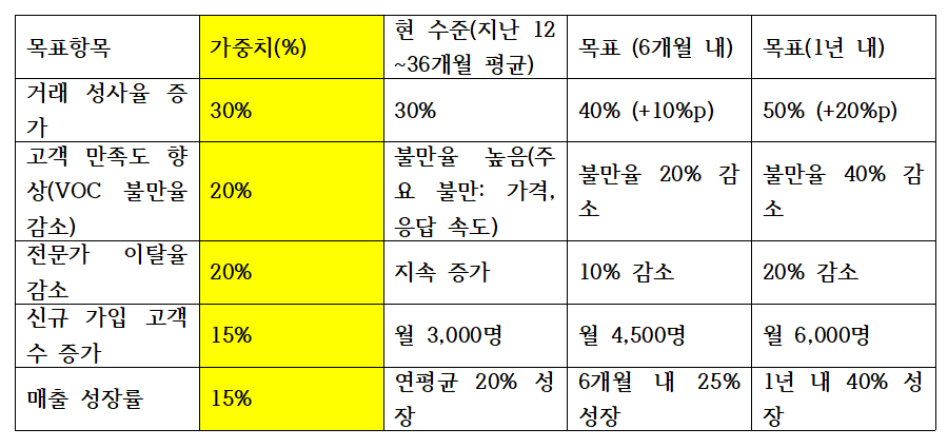 목표항목 가중치(%) 현 수준(지난 12 목표 (6개월 내) 목표(1년 내)
~36개월 평균)
거래 성사율 증 30% 30% 40% (+10%p) 50% (+20%p)
가
고객 만족도 향 20% 불만율 높음(주 불만율 20% 감 불만율 40% 감
상(VOC 불만율 요 불만: 가격, 소 소
감소) 응답 속도)
전문가 이탈율 20% 지속 증가 10% 감소 20% 감소
감소
신규 가입 고객 15% 월 3,000명 월 4,500명 월 6,000명
수 증가
매출 성장률 15% 연평균 20% 성 6개월 내 25% 1년 내 40% 성
장 성장 장